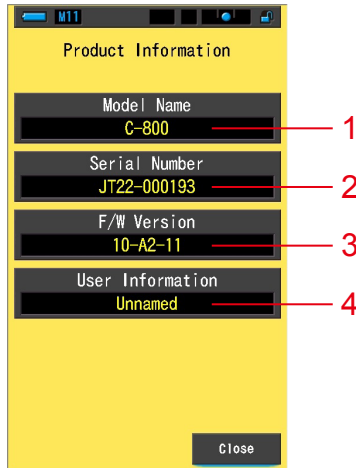 M11
Product Information
Model Name
C-800
1
Serial Number
JT22-000193
2
F/W Version
10-A2-11
3
User Information
Unnamed
4
Close